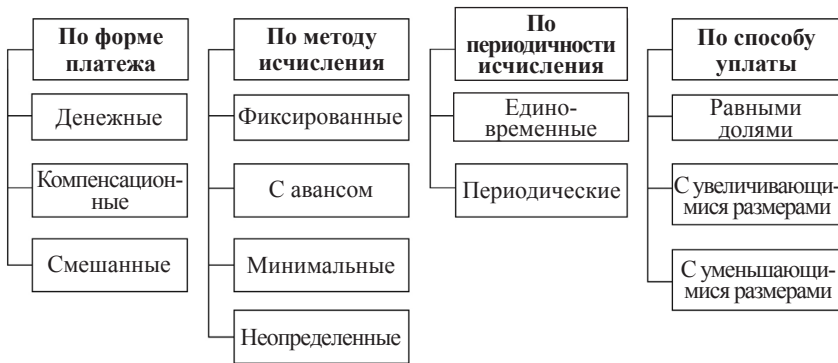 По форме
платежа
Денежные
Компенсацион-
ные
Смешанные
По методу
исчисления
Фиксированные
С авансом
Минимальные
Неопределенные
По
периодичности
исчисления
Едино-
временные
Периодические
По способу
уплаты
Равными
долями
С увеличивающи-
мися размерами
С уменьшающи-
мися размерами